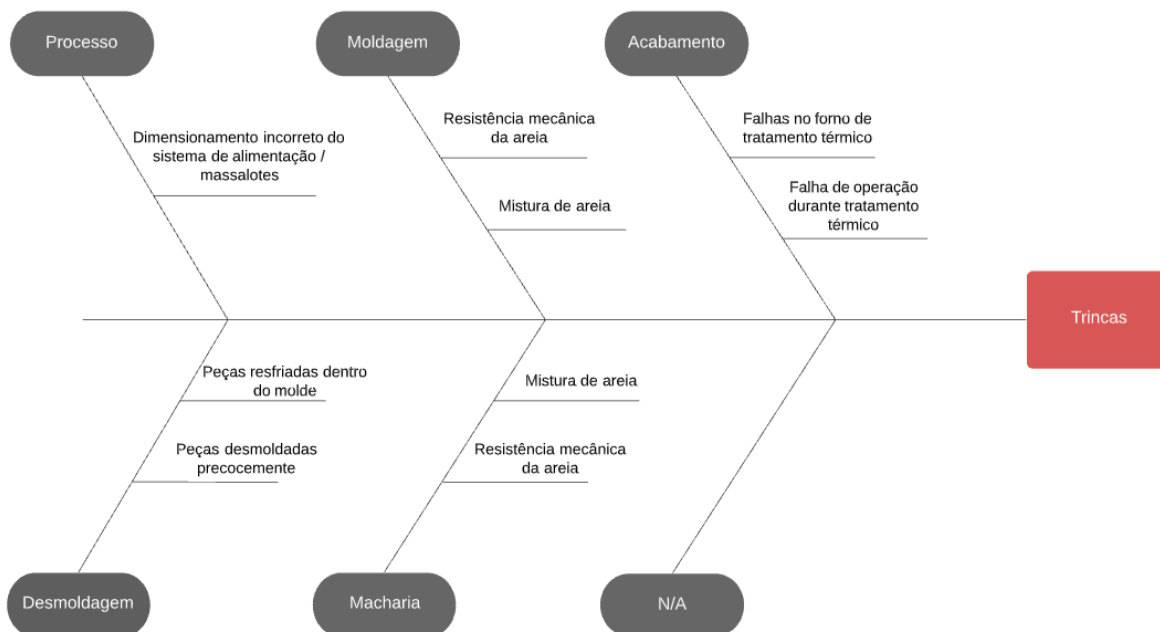 Processo
Moldagem
Acabamento
Dimensionamento incorreto do
sistema de alimentação /
massalotes
Resistência mecânica
da areia
Mistura de areia
Falhas no forno de
tratamento térmico
Falha de operação
durante tratamento
térmico
Trincas
Peças resfriadas dentro
do molde
Peças desmoldadas
precocemente
Mistura de areia
Resistência mecânica
da areia
Desmoldagem
Macharia
N/A